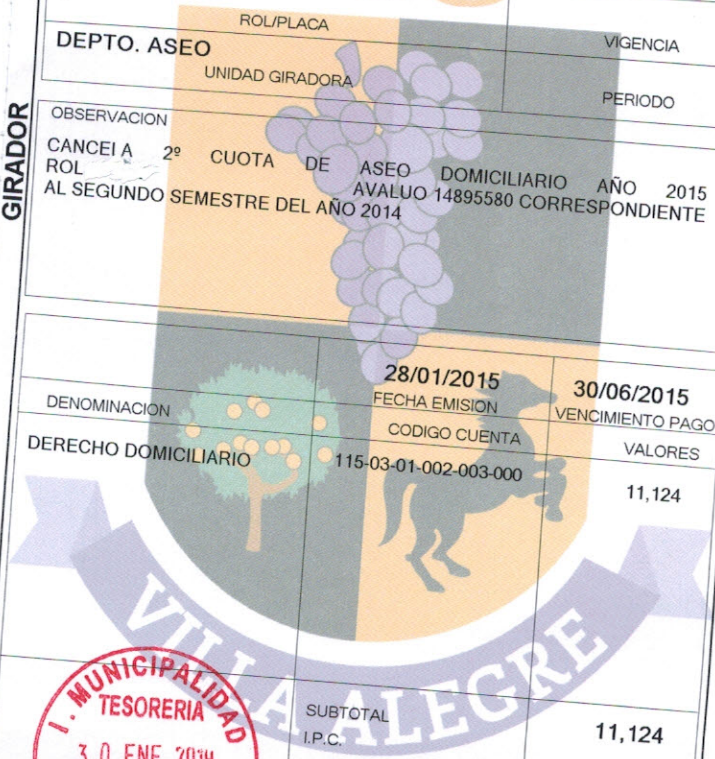 ROL/PLACA
VIGENCIA
DEPTO. ASEO
UNIDAD GIRADORA
PERIODO
GIRADOR
OBSERVACION
CANCELA 2º CUOTA DE ASEO DOMICILIARIO AÑO 2015
ROL AVALUO 14895580 CORRESPONDIENTE
AL SEGUNDO SEMESTRE DEL AÑO 2014
28/01/2015
30/06/2015
FECHA EMISION
VENCIMIENTO PAGO
DENOMINACION
CODIGO CUENTA
VALORES
DERECHO DOMICILIARIO
115-03-01-002-003-000
11,124
VILLA ALEGRE
I. MUNICIPALIDAD
TESORERIA
30 ENE
SUBTOTAL
11,124
I.P.C.